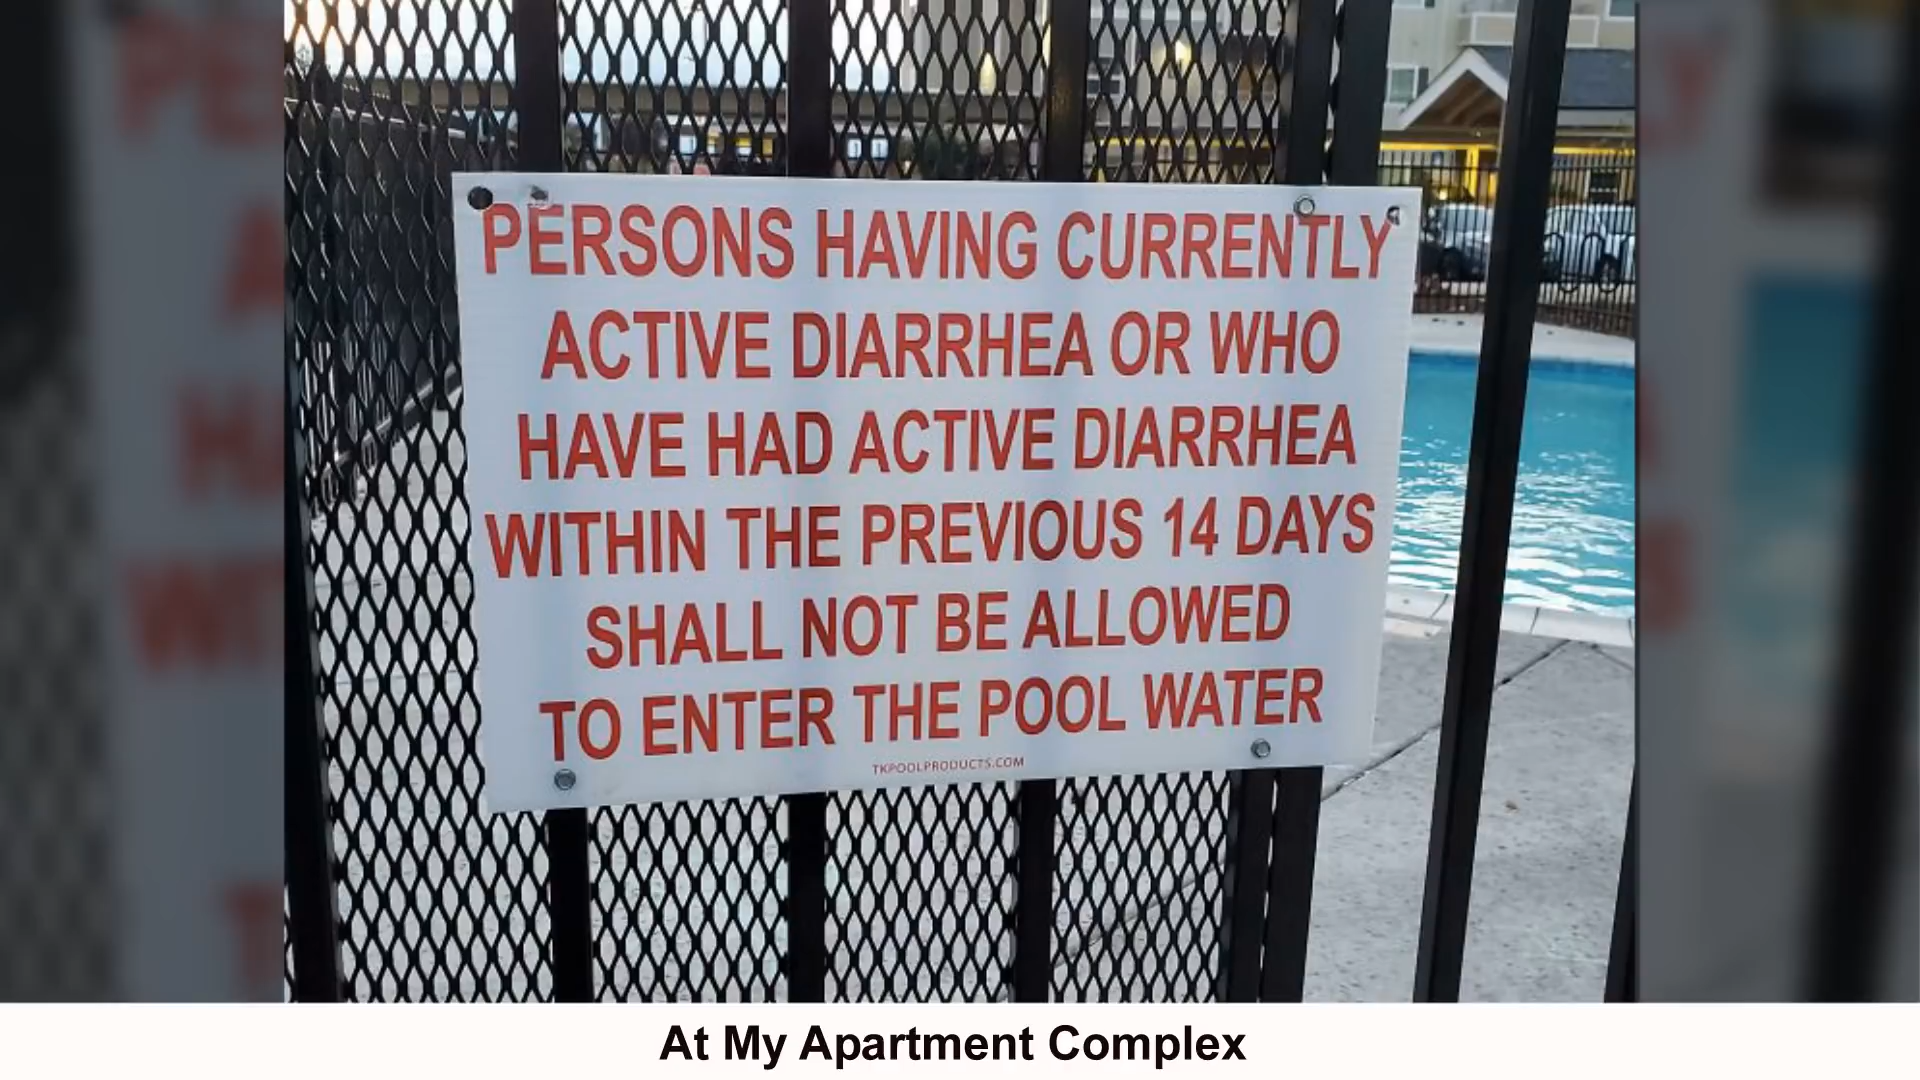 PERSONS HAVING CURRENTLY
ACTIVE DIARRHEA OR WHO
HAVE HAD ACTIVE DIARRHEA
WITHIN THE PREVIOUS 14 DAYS
SHALL NOT BE ALLOWED
TO ENTER THE POOL WATER
TKPOOLPRODUCTS.COM
At My Apartment Complex